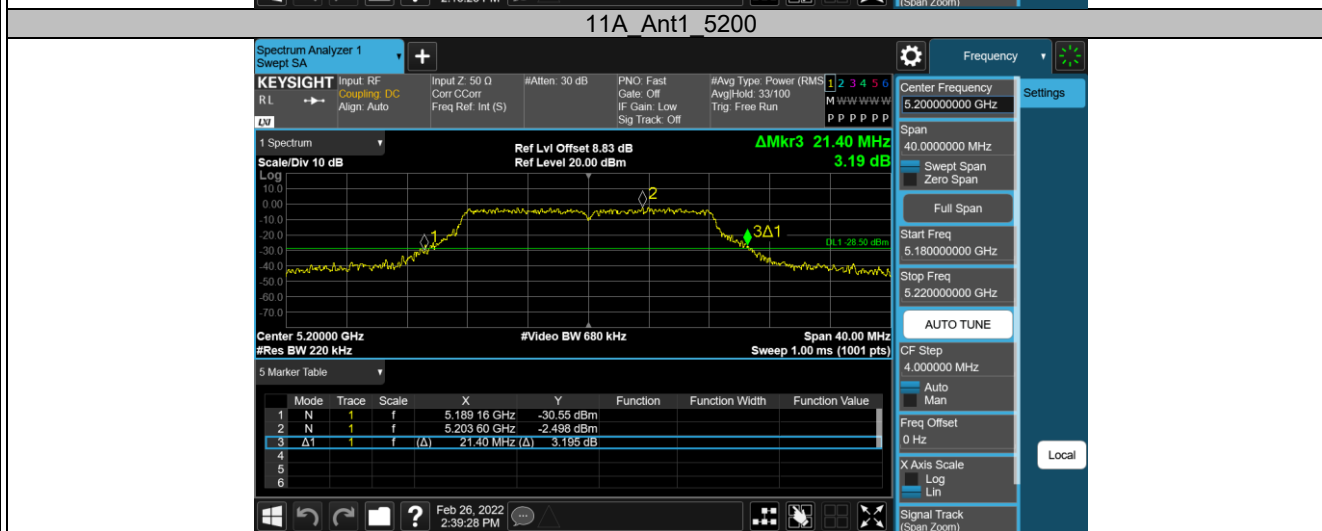 (Span Zoom)
11A_Ant1_5200
Spectrum Analyzer 1
Swept SA
+
Frequency
KEYSIGHT Input: RF Input Z: 50 Ω #Atten: 30 dB PNO: Fast #Avg Type: Power (RMS 1 2 3 4 5 6
RL Coupling: DC Corr CCorr Gate: Off Avg|Hold: 33/100 M W W W W W
Align: Auto Freq Ref: Int (S) IF Gain: Low Trig: Free Run
LXI Sig Track: Off P P P P P P
Center Frequency
5.200000000 GHz
Settings
1 Spectrum
Scale/Div 10 dB
Ref Lvl Offset 8.83 dB
Ref Level 20.00 dBm
ΔMkr3 21.40 MHz
3.19 dB
Span
40.0000000 MHz
Swept Span
Zero Span
Full Span
Start Freq
5.180000000 GHz
Stop Freq
5.220000000 GHz
AUTO TUNE
CF Step
4.000000 MHz
Auto
Man
Freq Offset
0 Hz
X Axis Scale
Log
Lin
Signal Track
(Span Zoom)
Local
Log
10.0
0.00
-10.0
-20.0
-30.0
-40.0
-50.0
-60.0
-70.0
1
2
3Δ1
DL1 -28.50 dBm
Center 5.20000 GHz #Video BW 680 kHz Span 40.00 MHz
#Res BW 220 kHz Sweep 1.00 ms (1001 pts)
5 Marker Table
Mode Trace Scale X Y Function Function Width Function Value
1 N 1 f 5.189 16 GHz -30.55 dBm
2 N 1 f 5.203 60 GHz -2.498 dBm
3 Δ1 1 f (Δ) 21.40 MHz (Δ) 3.195 dB
4
5
6
? Feb 26, 2022
2:39:28 PM